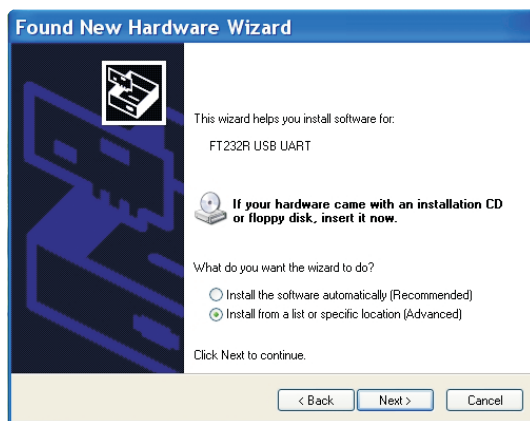 Found New Hardware Wizard
This wizard helps you install software for:
FT232R USB UART
If your hardware came with an installation CD
or floppy disk, insert it now.
What do you want the wizard to do?
Install the software automatically (Recommended)
Install from a list or specific location (Advanced)
Click Next to continue.
< Back
Next >
Cancel